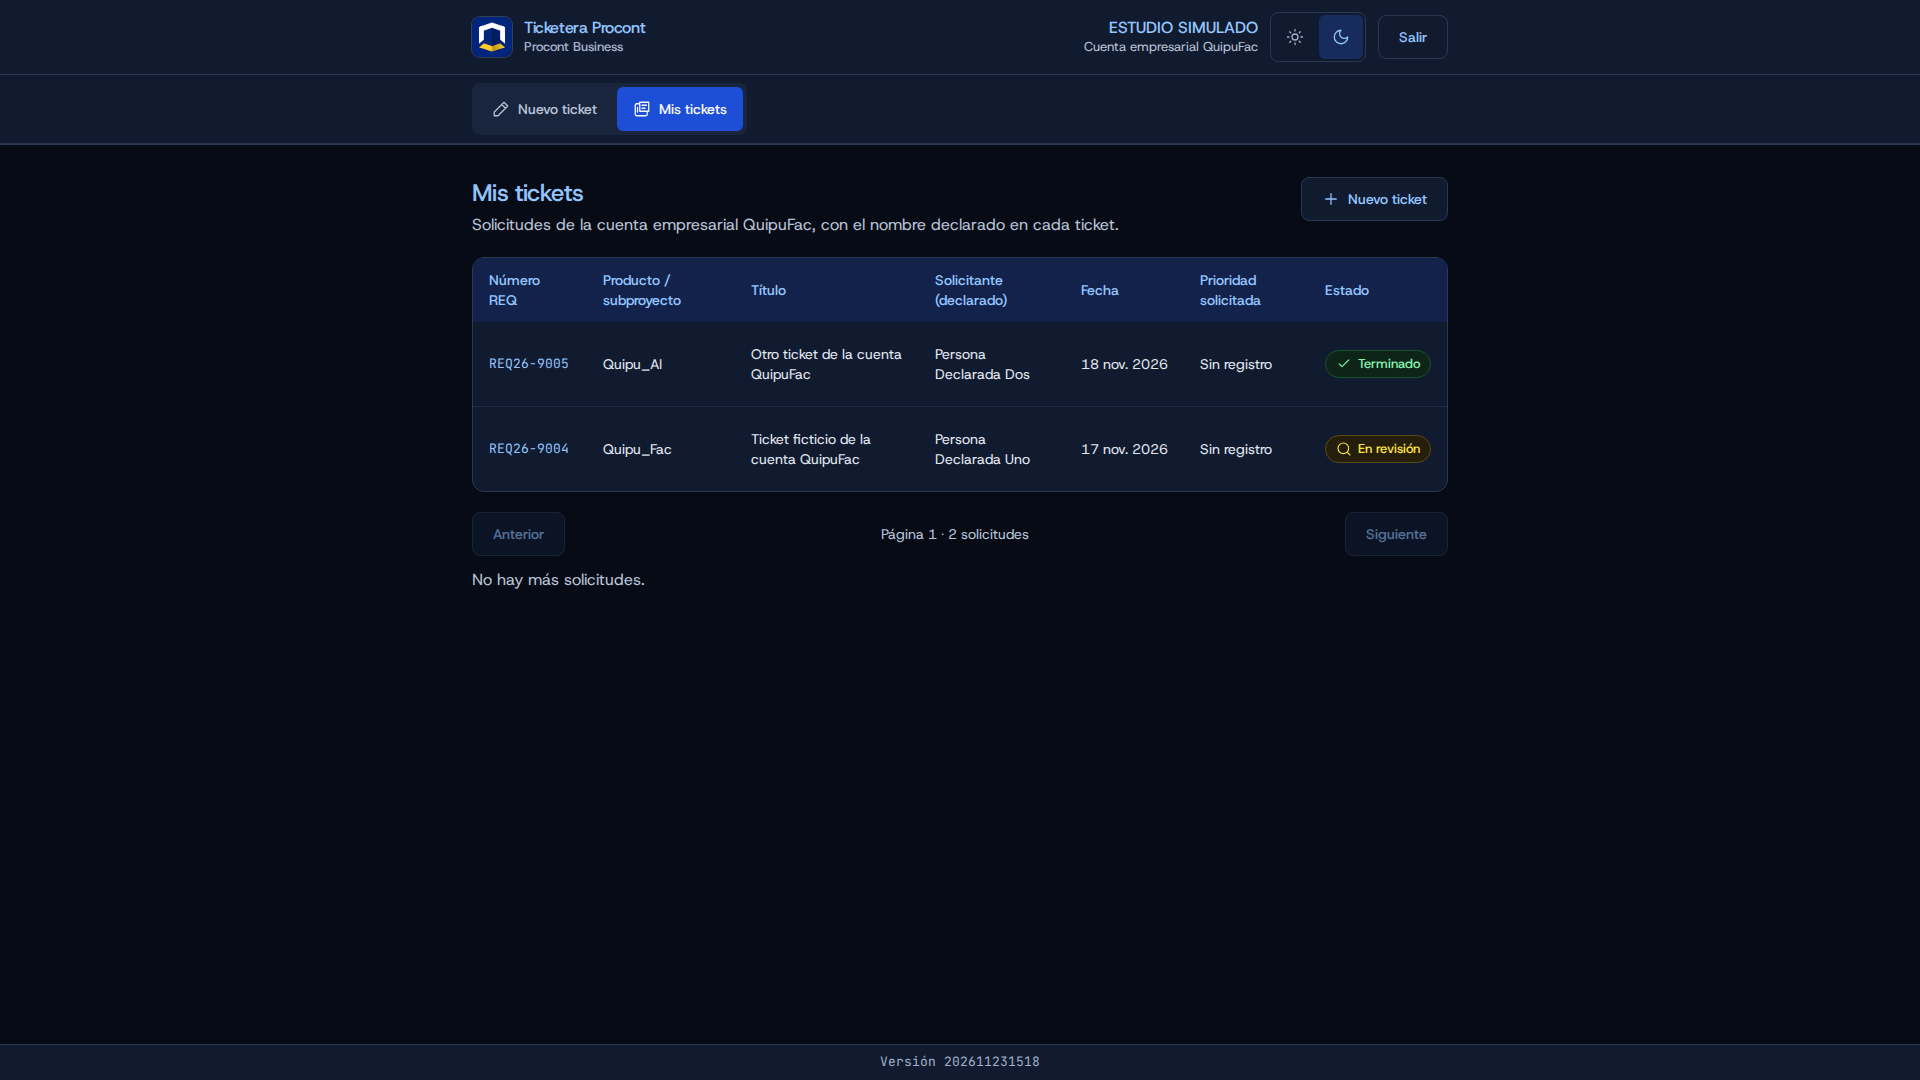 Ticketera Procont
Procont Business
ESTUDIO SIMULADO
Cuenta empresarial QuipuFac
Salir
Nuevo ticket
Mis tickets
Mis tickets
Solicitudes de la cuenta empresarial QuipuFac, con el nombre declarado en cada ticket.
Nuevo ticket
Número
REQ
Producto /
subproyecto
Título
Solicitante
(declarado)
Fecha
Prioridad
solicitada
Estado
REQ26-9005
Quipu_AI
Otro ticket de la cuenta
QuipuFac
Persona
Declarada Dos
18 nov. 2026
Sin registro
Terminado
REQ26-9004
Quipu_Fac
Ticket ficticio de la
cuenta QuipuFac
Persona
Declarada Uno
17 nov. 2026
Sin registro
En revisión
Anterior
Página 1 · 2 solicitudes
Siguiente
No hay más solicitudes.
Versión 202611231518